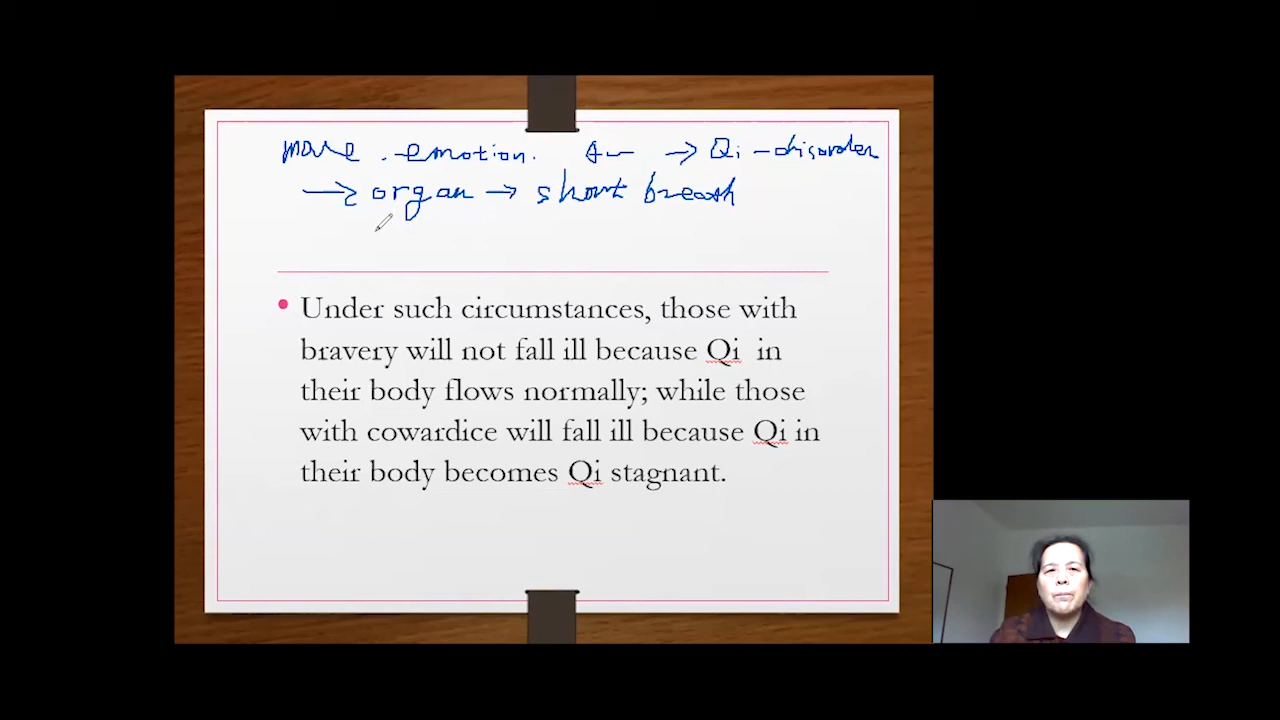 more . - emotion. → Qi - disorder
→ organ → short breath
• Under such circumstances, those with
bravery will not fall ill because Qi in
their body flows normally; while those
with cowardice will fall ill because Qi in
their body becomes Qi stagnant.